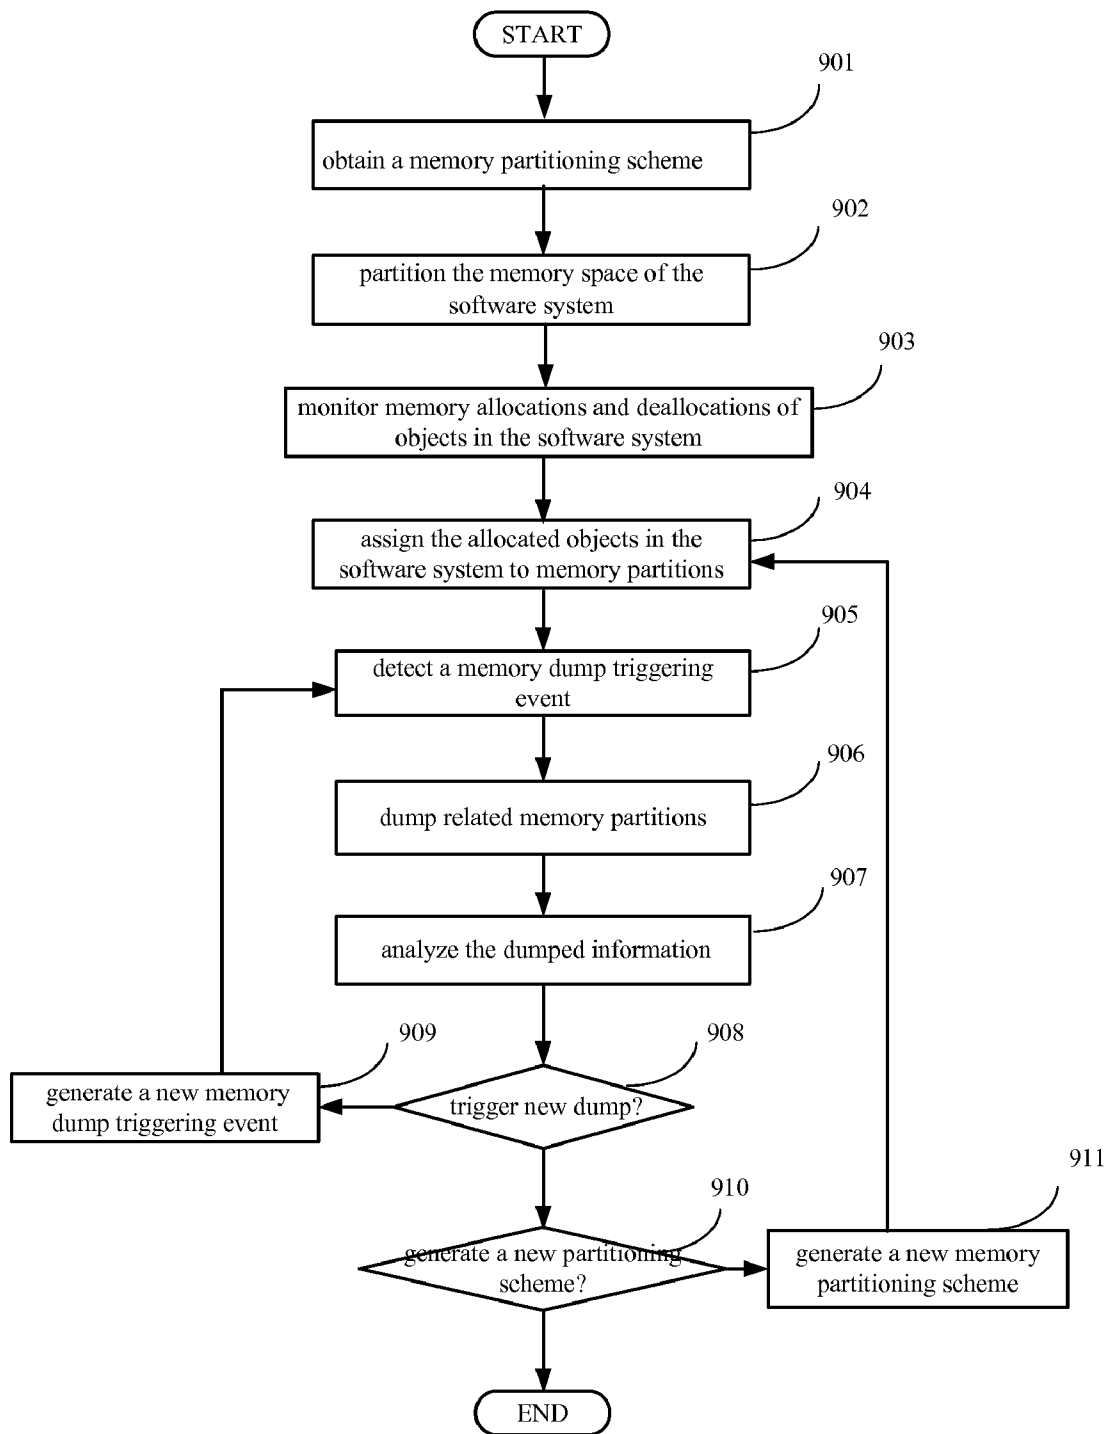 START
901
obtain a memory partitioning scheme
902
partition the memory space of the
software system
903
monitor memory allocations and deallocations of
objects in the software system
904
assign the allocated objects in the
software system to memory partitions
905
detect a memory dump triggering
event
906
dump related memory partitions
907
analyze the dumped information
909
908
generate a new memory
dump triggering event
trigger new dump?
910
911
generate a new partitioning
scheme?
generate a new memory
partitioning scheme
END